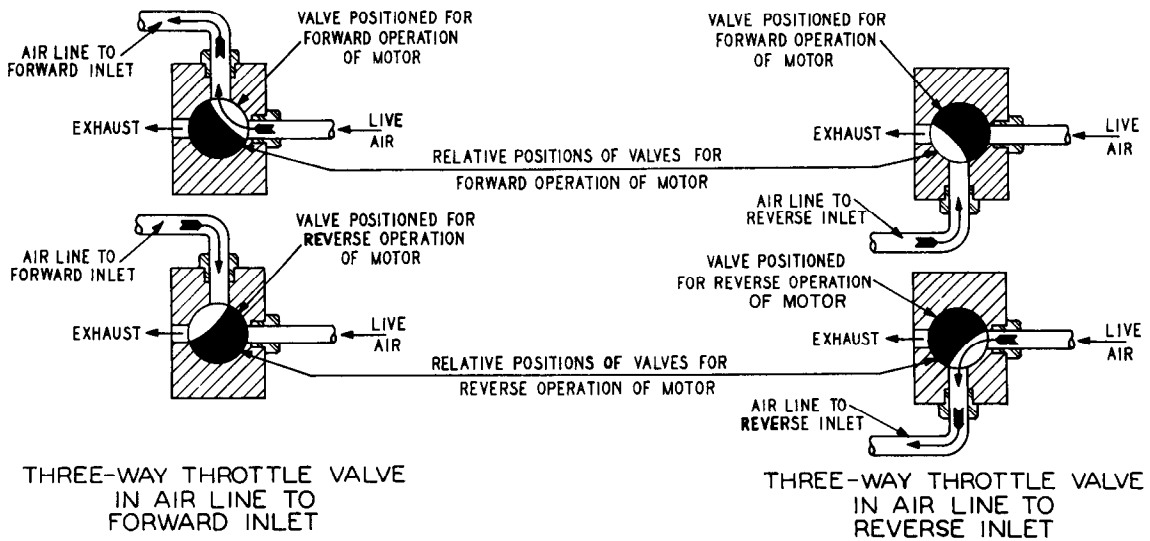 VALVE POSITIONED FOR
FORWARD OPERATION
OF MOTOR
AIR LINE TO
FORWARD INLET
EXHAUST
LIVE
AIR
VALVE POSITIONED FOR
FORWARD OPERATION
OF MOTOR
EXHAUST
LIVE
AIR
RELATIVE POSITIONS OF VALVES FOR
FORWARD OPERATION OF MOTOR
AIR LINE TO
REVERSE INLET
VALVE POSITIONED FOR
REVERSE OPERATION
OF MOTOR
AIR LINE TO
FORWARD INLET
EXHAUST
LIVE
AIR
VALVE POSITIONED
FOR REVERSE OPERATION
OF MOTOR
EXHAUST
LIVE
AIR
RELATIVE POSITIONS OF VALVES FOR
REVERSE OPERATION OF MOTOR
AIR LINE TO
REVERSE INLET
THREE-WAY THROTTLE VALVE
IN AIR LINE TO
FORWARD INLET
THREE-WAY THROTTLE VALVE
IN AIR LINE TO
REVERSE INLET